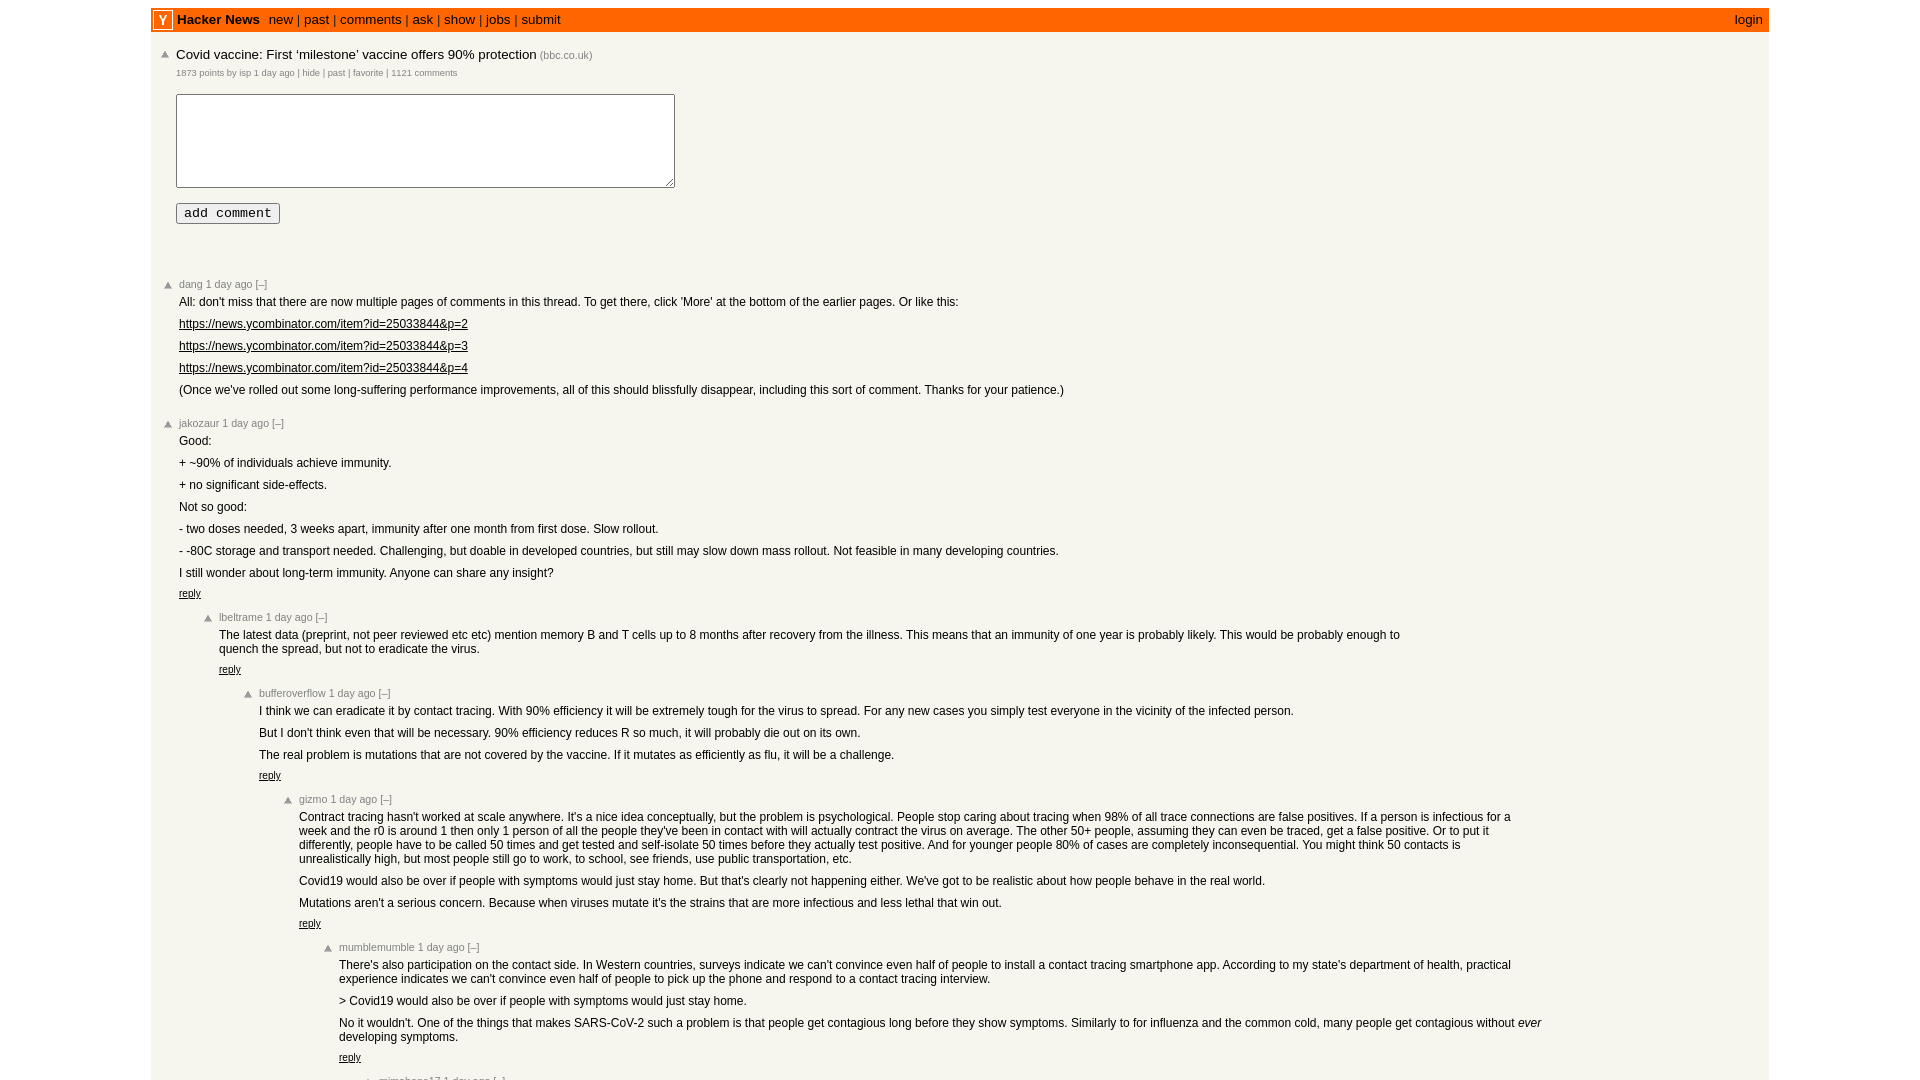 Y Hacker News new | past | comments | ask | show | jobs | submit login
Covid vaccine: First ‘milestone’ vaccine offers 90% protection (bbc.co.uk)
1873 points by isp 1 day ago | hide | past | favorite | 1121 comments
add comment
dang 1 day ago [–]
All: don't miss that there are now multiple pages of comments in this thread. To get there, click 'More' at the bottom of the earlier pages. Or like this:
https://news.ycombinator.com/item?id=25033844&p=2
https://news.ycombinator.com/item?id=25033844&p=3
https://news.ycombinator.com/item?id=25033844&p=4
(Once we've rolled out some long-suffering performance improvements, all of this should blissfully disappear, including this sort of comment. Thanks for your patience.)
jakozaur 1 day ago [–]
Good:
+ ~90% of individuals achieve immunity.
+ no significant side-effects.
Not so good:
- two doses needed, 3 weeks apart, immunity after one month from first dose. Slow rollout.
- -80C storage and transport needed. Challenging, but doable in developed countries, but still may slow down mass rollout. Not feasible in many developing countries.
I still wonder about long-term immunity. Anyone can share any insight?
reply
lbeltrame 1 day ago [–]
The latest data (preprint, not peer reviewed etc etc) mention memory B and T cells up to 8 months after recovery from the illness. This means that an immunity of one year is probably likely. This would be probably enough to
quench the spread, but not to eradicate the virus.
reply
bufferoverflow 1 day ago [–]
I think we can eradicate it by contact tracing. With 90% efficiency it will be extremely tough for the virus to spread. For any new cases you simply test everyone in the vicinity of the infected person.
But I don't think even that will be necessary. 90% efficiency reduces R so much, it will probably die out on its own.
The real problem is mutations that are not covered by the vaccine. If it mutates as efficiently as flu, it will be a challenge.
reply
gizmo 1 day ago [–]
Contract tracing hasn't worked at scale anywhere. It's a nice idea conceptually, but the problem is psychological. People stop caring about tracing when 98% of all trace connections are false positives. If a person is infectious for a
week and the r0 is around 1 then only 1 person of all the people they've been in contact with will actually contract the virus on average. The other 50+ people, assuming they can even be traced, get a false positive. Or to put it
differently, people have to be called 50 times and get tested and self-isolate 50 times before they actually test positive. And for younger people 80% of cases are completely inconsequential. You might think 50 contacts is
unrealistically high, but most people still go to work, to school, see friends, use public transportation, etc.
Covid19 would also be over if people with symptoms would just stay home. But that's clearly not happening either. We've got to be realistic about how people behave in the real world.
Mutations aren't a serious concern. Because when viruses mutate it's the strains that are more infectious and less lethal that win out.
reply
mumblemumble 1 day ago [–]
There's also participation on the contact side. In Western countries, surveys indicate we can't convince even half of people to install a contact tracing smartphone app. According to my state's department of health, practical
experience indicates we can't convince even half of people to pick up the phone and respond to a contact tracing interview.
> Covid19 would also be over if people with symptoms would just stay home.
No it wouldn't. One of the things that makes SARS-CoV-2 such a problem is that people get contagious long before they show symptoms. Similarly to for influenza and the common cold, many people get contagious without ever
developing symptoms.
reply
1 day ago [–]